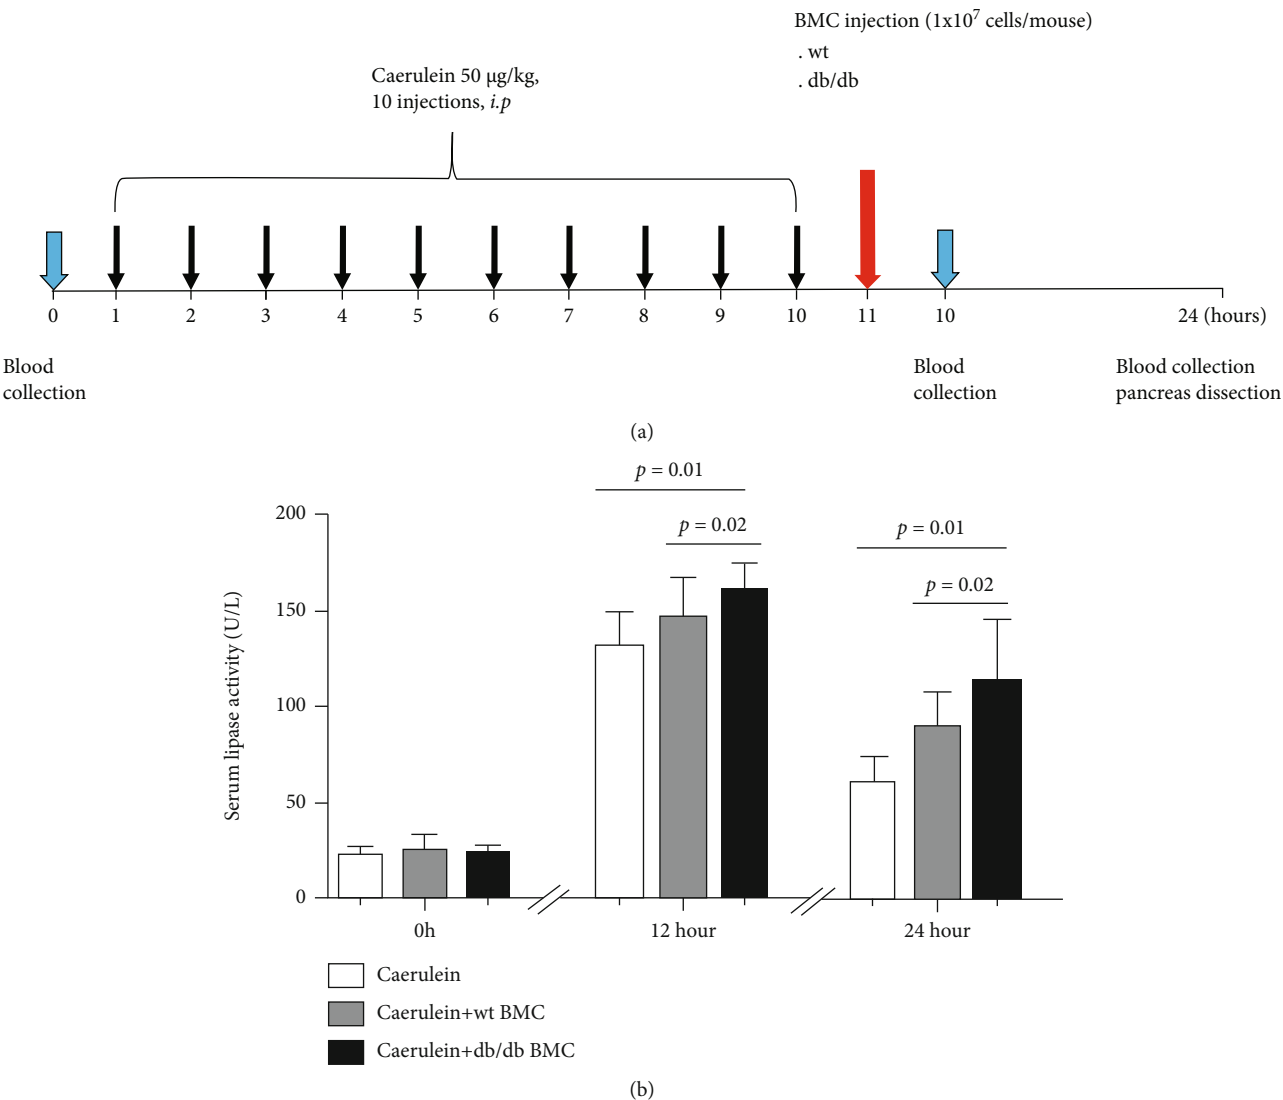 BMC injection (1x10⁷ cells/mouse)
. wt
. db/db
Caerulein 50 µg/kg,
10 injections, i.p
0 1 2 3 4 5 6 7 8 9 10 11 10 24 (hours)
Blood
collection
Blood
collection
Blood collection
pancreas dissection
(a)
p = 0.01
p = 0.02
p = 0.01
p = 0.02
Serum lipase activity (U/L)
200
150
100
50
0
0h 12 hour 24 hour
Caerulein
Caerulein+wt BMC
Caerulein+db/db BMC
(b)